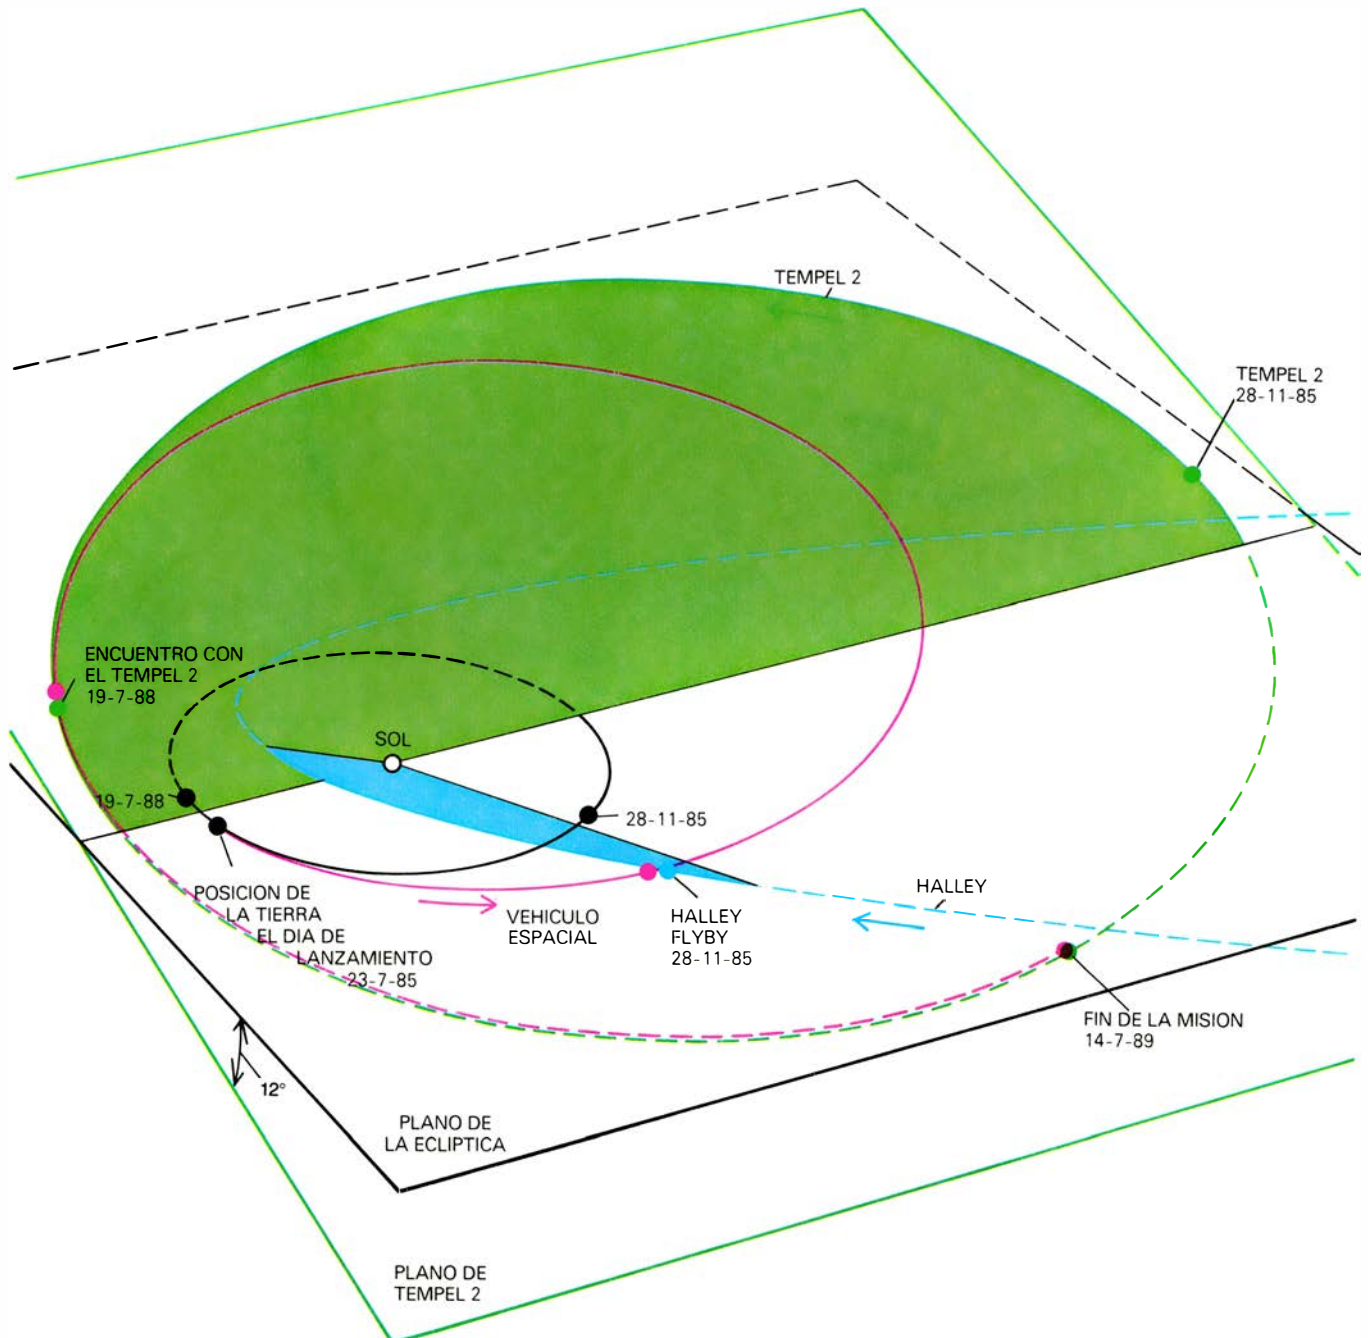 TEMPEL 2
TEMPEL 2
28-11-85
ENCUENTRO CON
EL TEMPEL 2
19-7-88
SOL
19-7-88
28-11-85
POSICION DE
LA TIERRA
EL DIA DE
LANZAMIENTO
23-7-85
VEHICULO
ESPACIAL
HALLEY
FLYBY
28-11-85
HALLEY
FIN DE LA MISION
14-7-89
12°
PLANO DE
LA ECLIPTICA
PLANO DE
TEMPEL 2